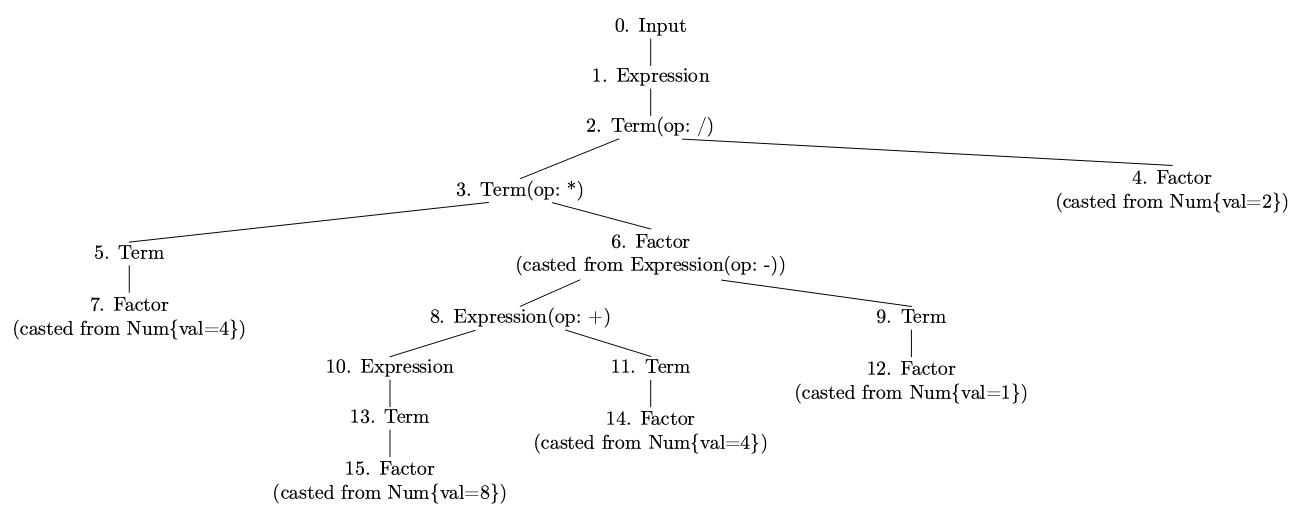 0. Input
1. Expression
2. Term(op: /)
3. Term(op: *)
4. Factor
(casted from Num{val=2})
5. Term
6. Factor
(casted from Expression(op: -))
7. Factor
(casted from Num{val=4})
8. Expression(op: +)
9. Term
10. Expression
11. Term
12. Factor
(casted from Num{val=1})
13. Term
14. Factor
(casted from Num{val=4})
15. Factor
(casted from Num{val=8})